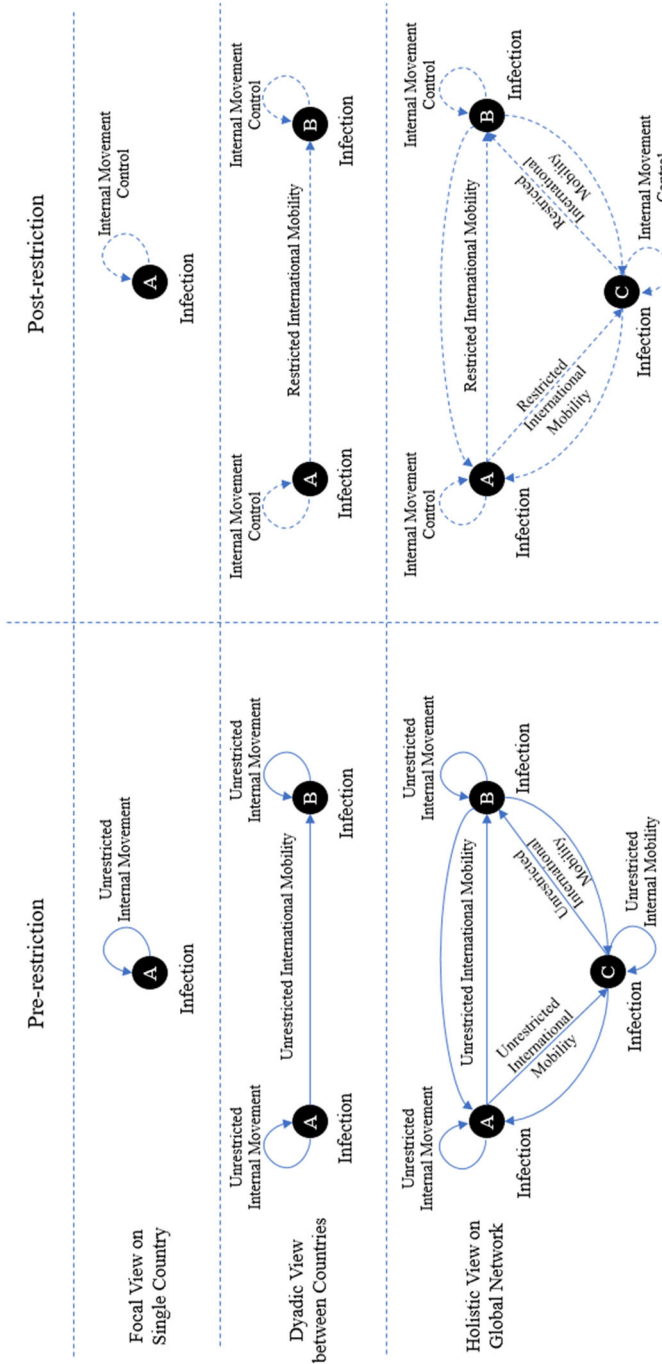 Pre-restriction
Post-restriction
Focal View on
Single Country
Unrestricted
Internal Movement
A
Infection
Internal Movement
Control
A
Infection
Dyadic View
between Countries
Unrestricted
Internal Movement
A
Infection
Unrestricted International Mobility
Unrestricted
Internal Movement
B
Infection
Internal Movement
Control
A
Infection
Restricted International Mobility
Internal Movement
Control
B
Infection
Holistic View on
Global Network
Unrestricted
Internal Movement
A
Infection
Unrestricted International Mobility
Unrestricted
Internal Movement
B
Infection
Unrestricted
International
Mobility
Unrestricted
International
Mobility
C
Infection
Unrestricted
Internal Mobility
Internal Movement
Control
A
Infection
Restricted International Mobility
Internal Movement
Control
B
Infection
Restricted
International
Mobility
Restricted
International
Mobility
C
Infection
Internal Movement
Control